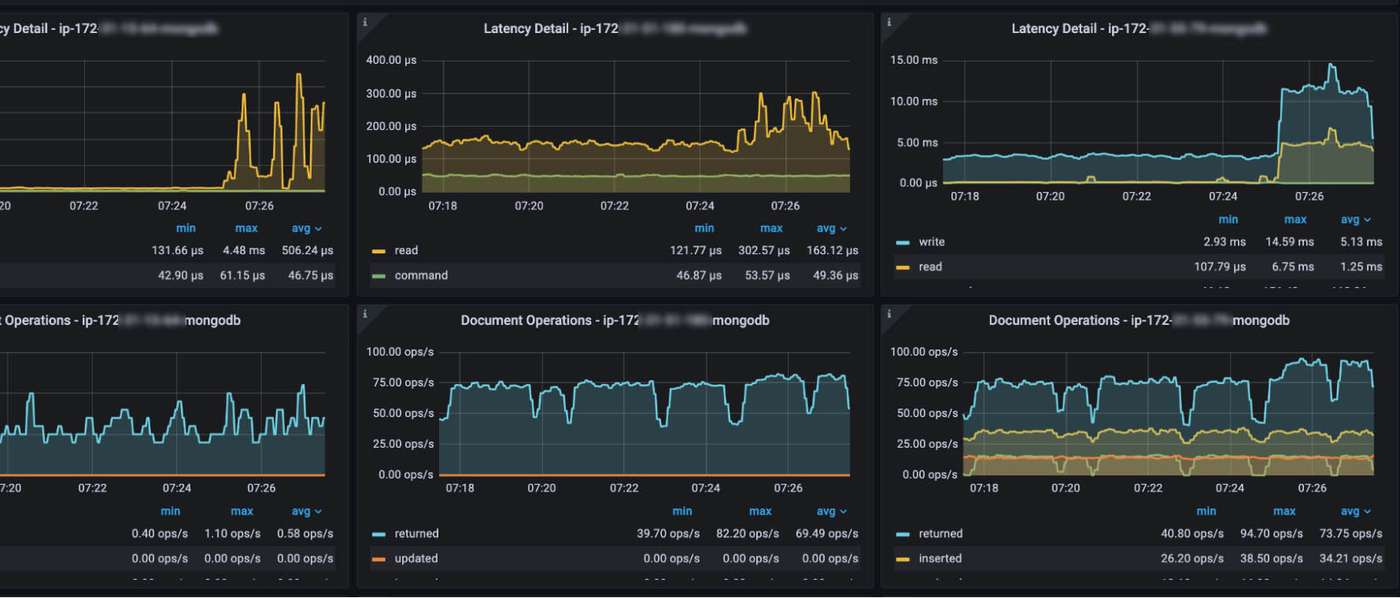 cy Detail - ip-172
Latency Detail - ip-172
Latency Detail - ip-172-
400.00 µs
300.00 µs
200.00 µs
100.00 µs
0.00 µs
15.00 ms
10.00 ms
5.00 ms
0.00 µs
20 07:22 07:24 07:26
07:18 07:20 07:22 07:24 07:26
07:18 07:20 07:22 07:24 07:26
min max avg
131.66 µs 4.48 ms 506.24 µs
42.90 µs 61.15 µs 46.75 µs
min max avg
read 121.77 µs 302.57 µs 163.12 µs
command 46.87 µs 53.57 µs 49.36 µs
min max avg
write 2.93 ms 14.59 ms 5.13 ms
read 107.79 µs 6.75 ms 1.25 ms
t Operations - ip-172 mongodb
Document Operations - ip-172 mongodb
Document Operations - ip-172- mongodb
100.00 ops/s
75.00 ops/s
50.00 ops/s
25.00 ops/s
0.00 ops/s
100.00 ops/s
75.00 ops/s
50.00 ops/s
25.00 ops/s
0.00 ops/s
7:20 07:22 07:24 07:26
07:18 07:20 07:22 07:24 07:26
07:18 07:20 07:22 07:24 07:26
min max avg
0.40 ops/s 1.10 ops/s 0.58 ops/s
0.00 ops/s 0.00 ops/s 0.00 ops/s
min max avg
returned 39.70 ops/s 82.20 ops/s 69.49 ops/s
updated 0.00 ops/s 0.00 ops/s 0.00 ops/s
min max avg
returned 40.80 ops/s 94.70 ops/s 73.75 ops/s
inserted 26.20 ops/s 38.50 ops/s 34.21 ops/s